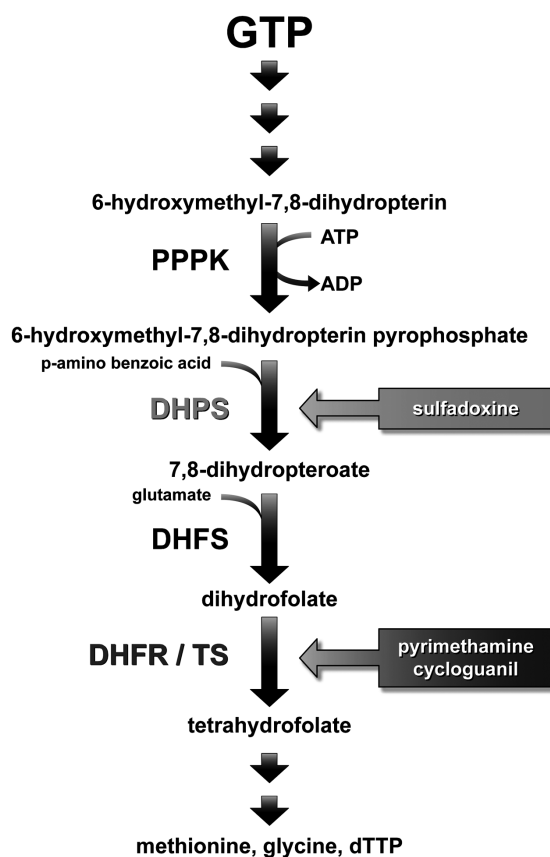 GTP
6-hydroxymethyl-7,8-dihydropterin
ATP
PPPK
ADP
6-hydroxymethyl-7,8-dihydropterin pyrophosphate
p-amino benzoic acid
DHPS
sulfadoxine
7,8-dihydropteroate
glutamate
DHFS
dihydrofolate
DHFR / TS
pyrimethamine
cycloguanil
tetrahydrofolate
methionine, glycine, dTTP